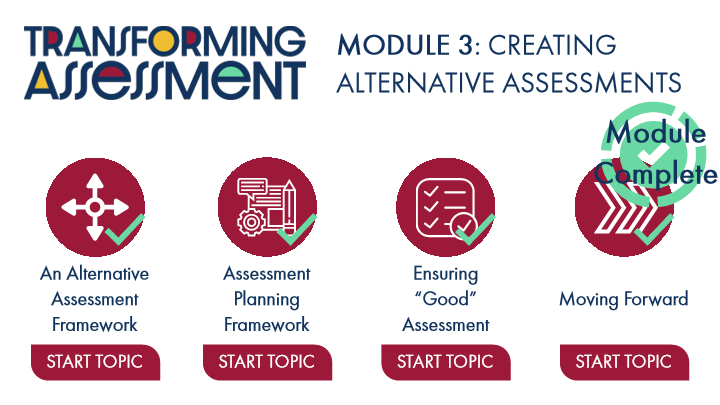 TRANSFORMING
ASSESSMENT
MODULE 3: CREATING
ALTERNATIVE ASSESSMENTS
Module
Complete
An Alternative
Assessment
Framework
START TOPIC
Assessment
Planning
Framework
START TOPIC
Ensuring
“Good”
Assessment
START TOPIC
Moving Forward
START TOPIC